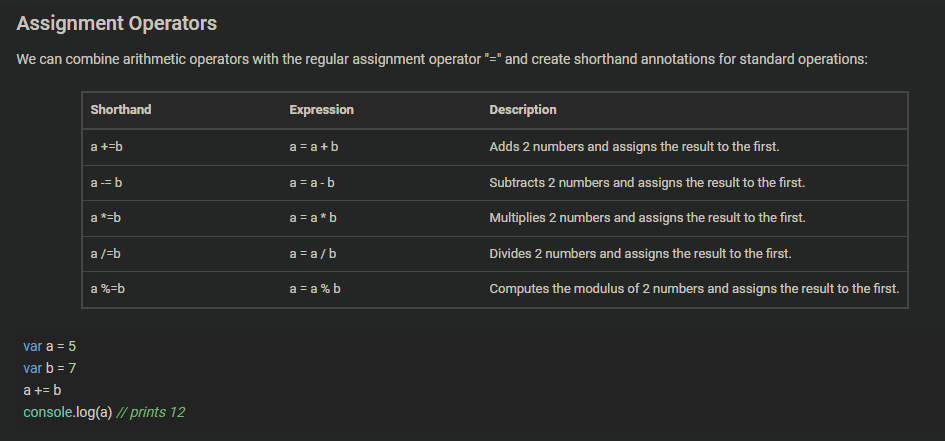 Assignment Operators
We can combine arithmetic operators with the regular assignment operator "=" and create shorthand annotations for standard operations:
Shorthand Expression Description
a +=b a = a + b Adds 2 numbers and assigns the result to the first.
a -= b a = a - b Subtracts 2 numbers and assigns the result to the first.
a *=b a = a * b Multiplies 2 numbers and assigns the result to the first.
a /=b a = a / b Divides 2 numbers and assigns the result to the first.
a %=b a = a % b Computes the modulus of 2 numbers and assigns the result to the first.
var a = 5
var b = 7
a += b
console.log(a) // prints 12